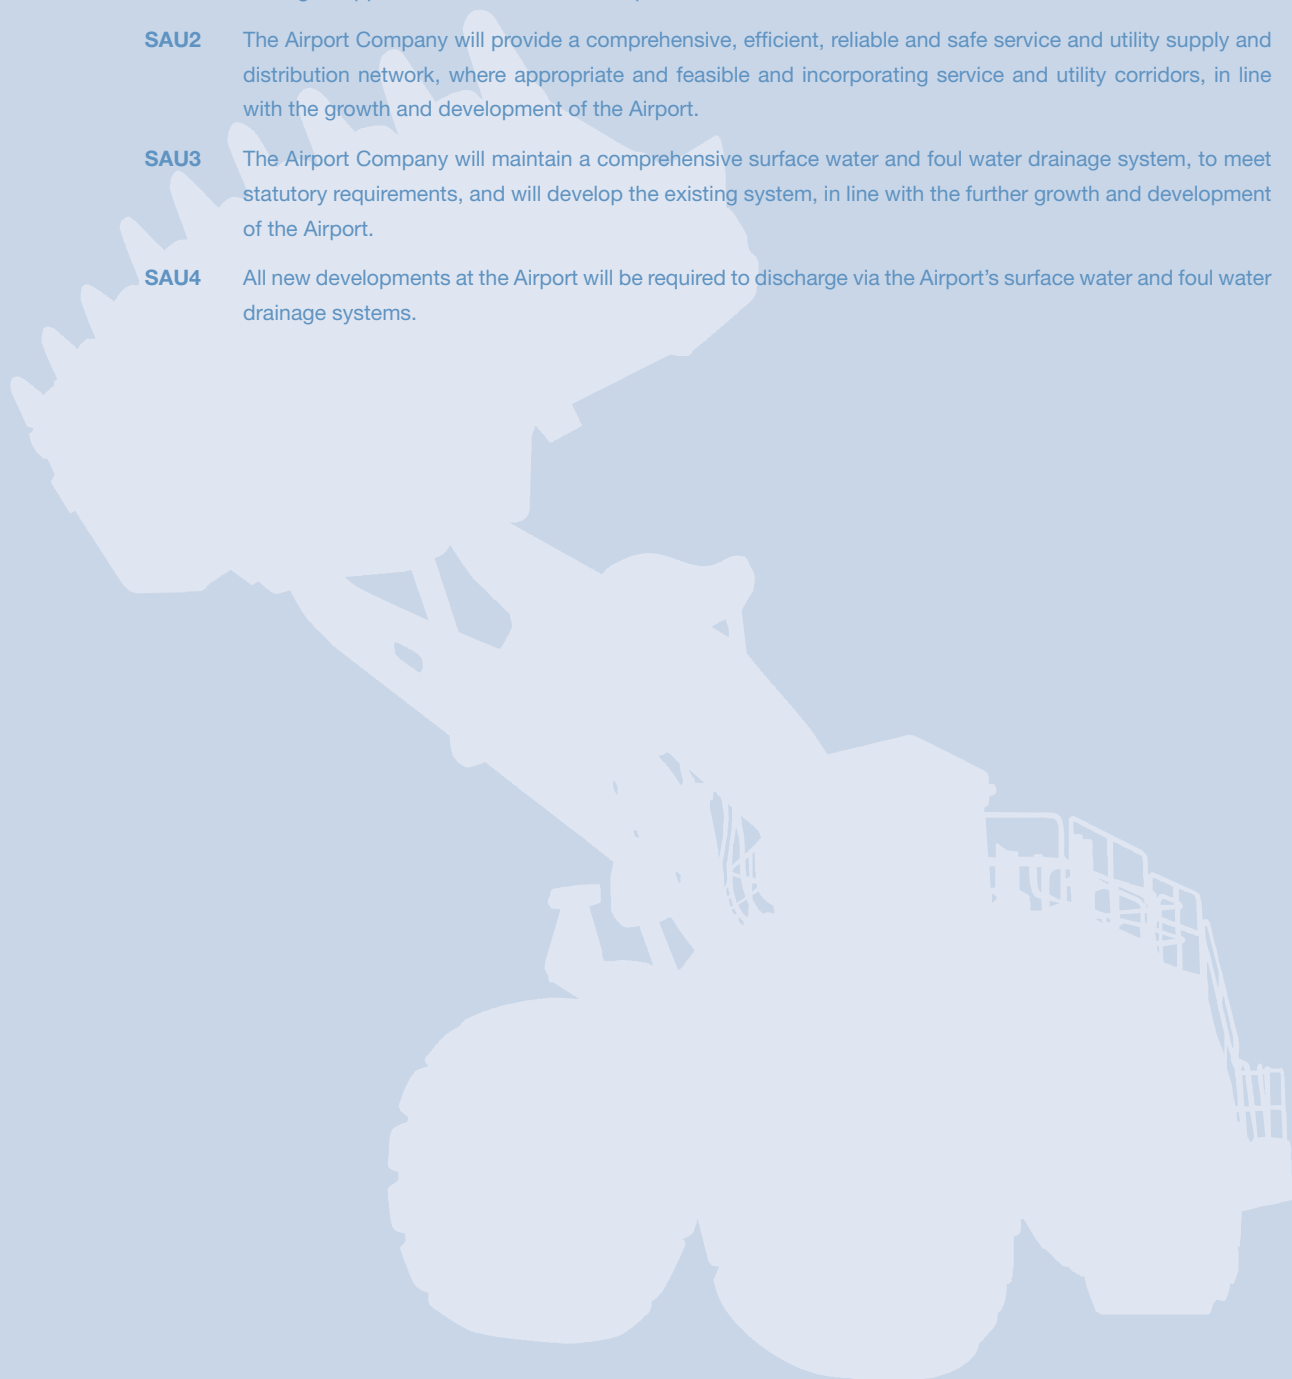 SAU2 The Airport Company will provide a comprehensive, efficient, reliable and safe service and utility supply and
distribution network, where appropriate and feasible and incorporating service and utility corridors, in line
with the growth and development of the Airport.
SAU3 The Airport Company will maintain a comprehensive surface water and foul water drainage system, to meet
statutory requirements, and will develop the existing system, in line with the further growth and development
of the Airport.
SAU4 All new developments at the Airport will be required to discharge via the Airport’s surface water and foul water
drainage systems.